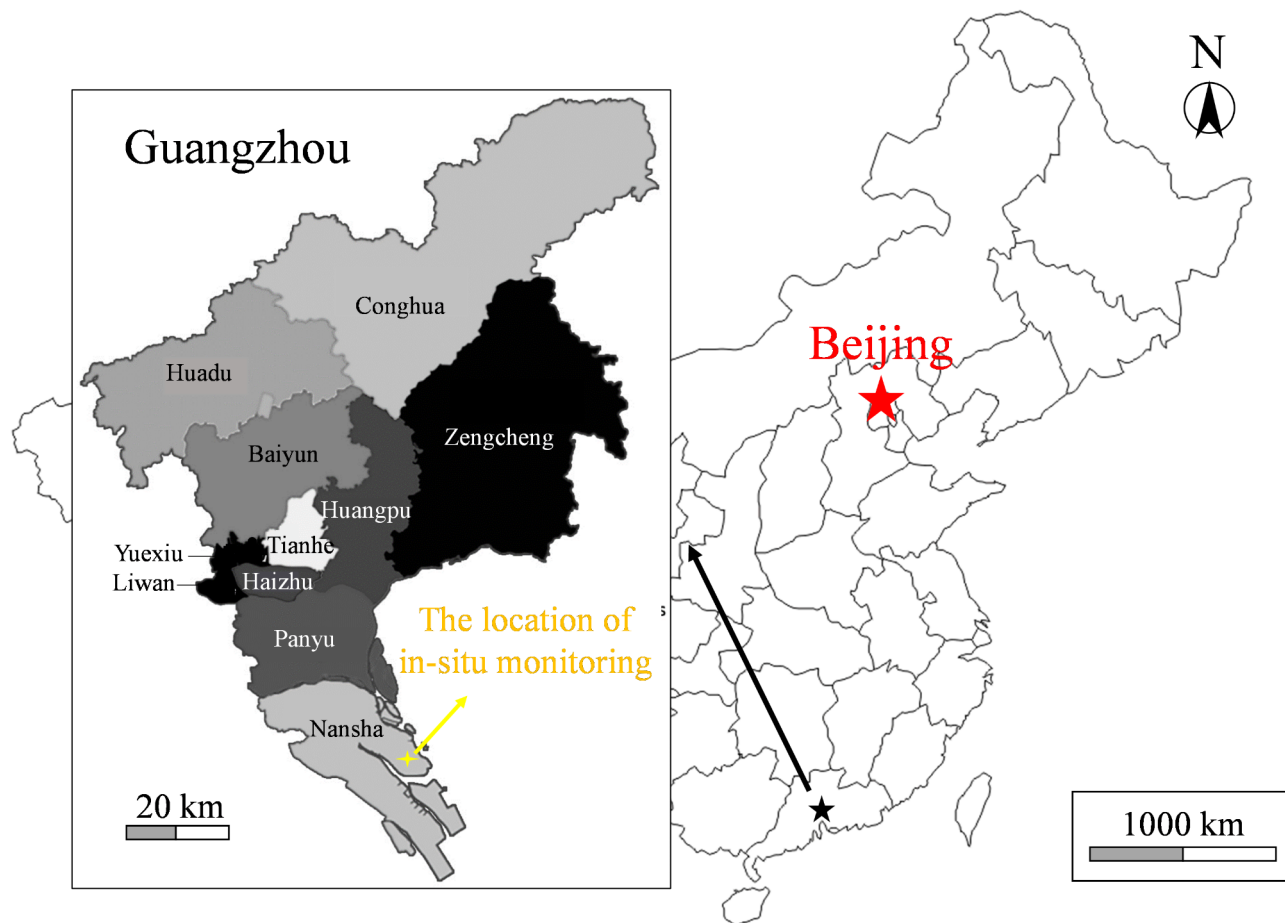 N
Guangzhou
Conghua
Beijing
Huadu
Zengcheng
Baiyun
Huangpu
Tianhe
Yuexiu
Liwan
Haizhu
s
The location of
in-situ monitoring
Panyu
Nansha
20 km
1000 km